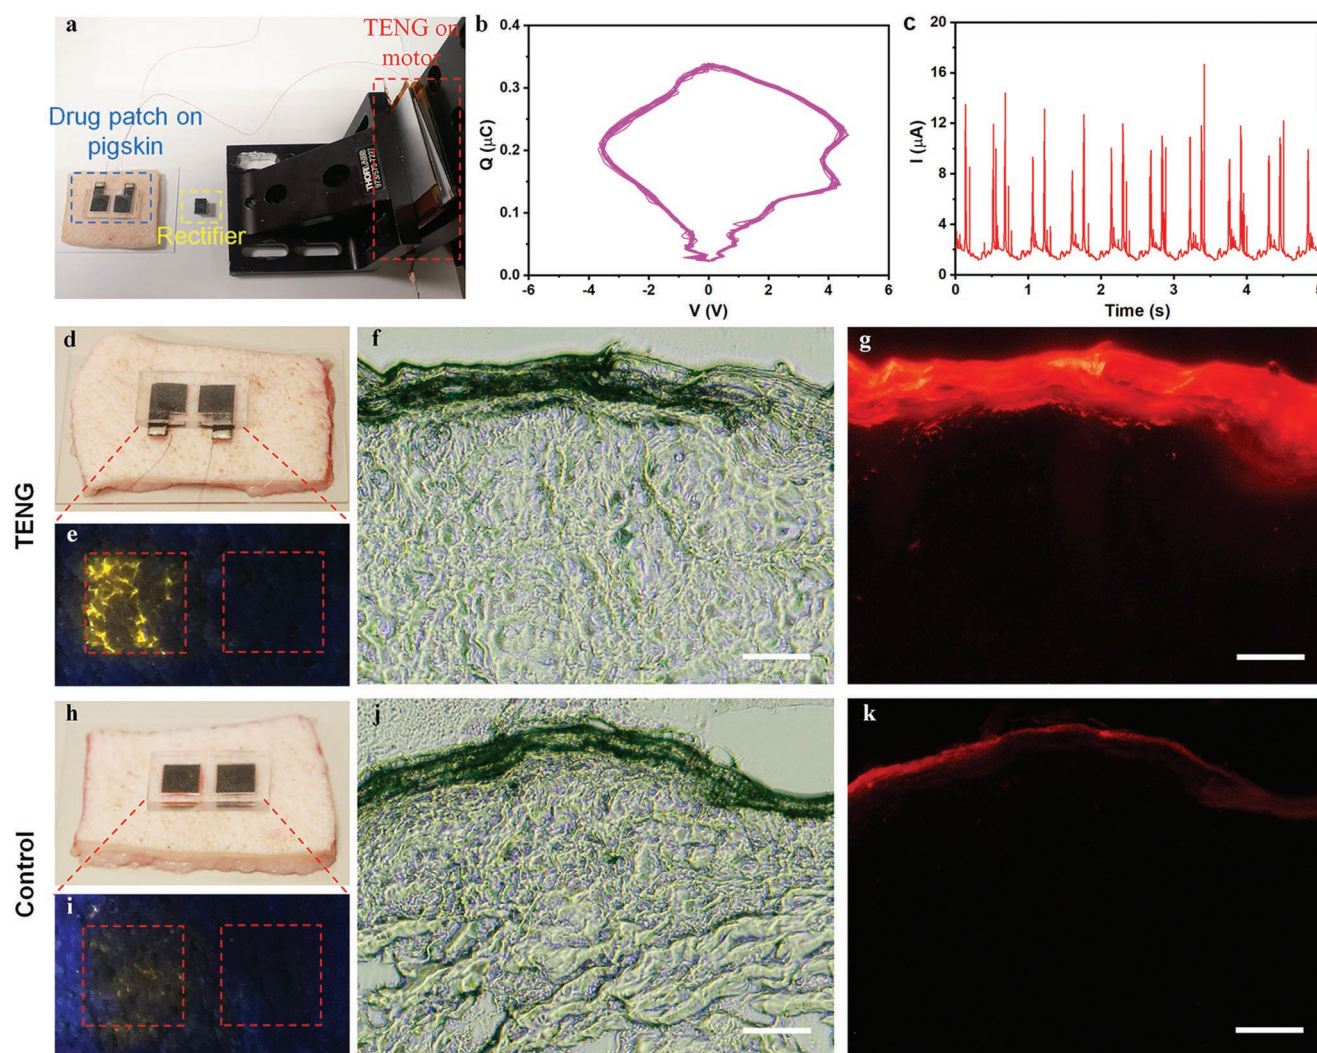 a
TENG on
motor
Drug patch on
pigskin
Rectifier
THORLABS
b
Q (μC)
0.4
0.3
0.2
0.1
0.0
-6 -4 -2 0 2 4 6
V (V)
c
I (μA)
20
16
12
8
4
0
0 1 2 3 4 5
Time (s)
TENG
d
e
f
g
Control
h
i
j
k